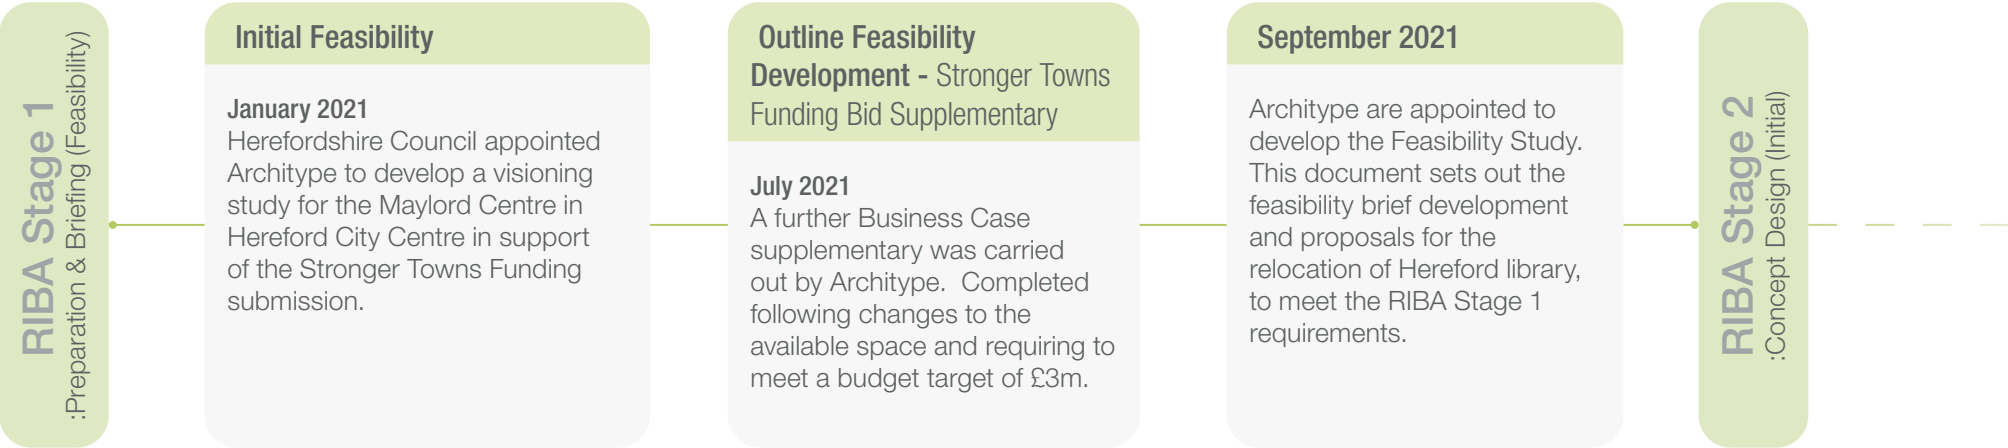 RIBA Stage 1
:Preparation & Briefing (Feasibility)
Initial Feasibility
January 2021
Herefordshire Council appointed
Architype to develop a visioning
study for the Maylord Centre in
Hereford City Centre in support
of the Stronger Towns Funding
submission.
Outline Feasibility
Development - Stronger Towns
Funding Bid Supplementary
July 2021
A further Business Case
supplementary was carried
out by Architype.  Completed
following changes to the
available space and requiring to
meet a budget target of £3m.
September 2021
Architype are appointed to
develop the Feasibility Study.
This document sets out the
feasibility brief development
and proposals for the
relocation of Hereford library,
to meet the RIBA Stage 1
requirements.
RIBA Stage 2
:Concept Design (Initial)